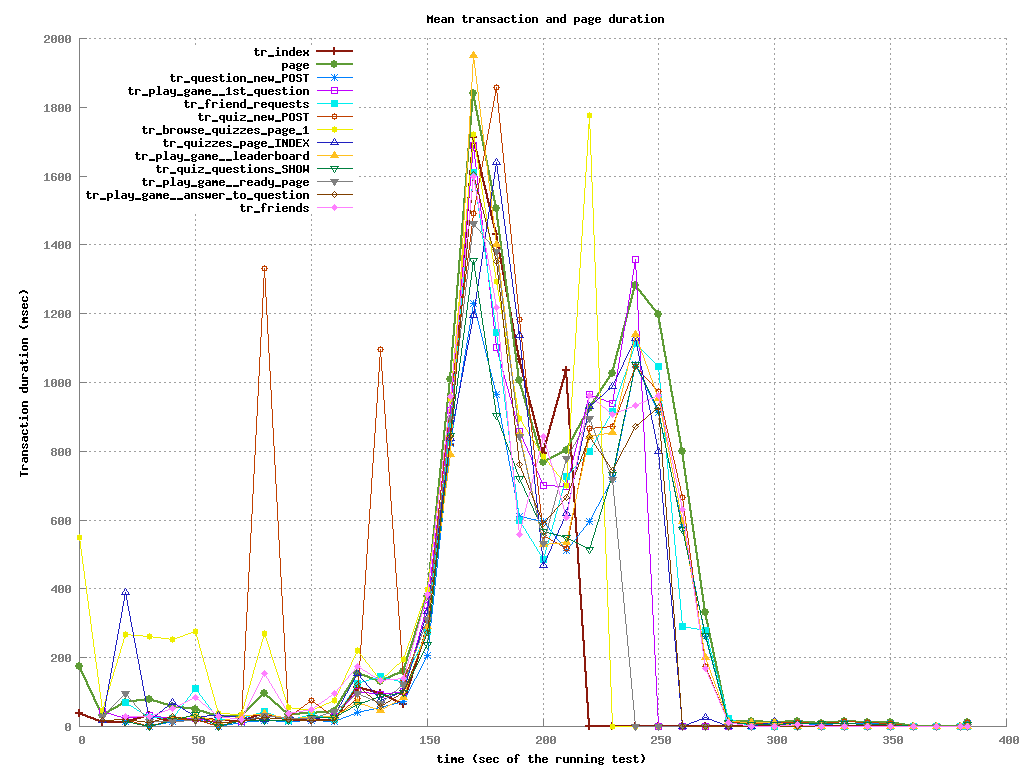 Mean transaction and page duration
2000
1800
1600
1400
1200
1000
800
600
400
200
0
tr_index
page
tr_question_new_POST
tr_play_game__1st_question
tr_friend_requests
tr_quiz_new_POST
tr_browse_quizzes_page_1
tr_quizzes_page_INDEX
tr_play_game__leaderboard
tr_quiz_questions_SHOW
tr_play_game__ready_page
tr_play_game__answer_to_question
tr_friends
Transaction duration (msec)
0 50 100 150 200 250 300 350 400
time (sec of the running test)